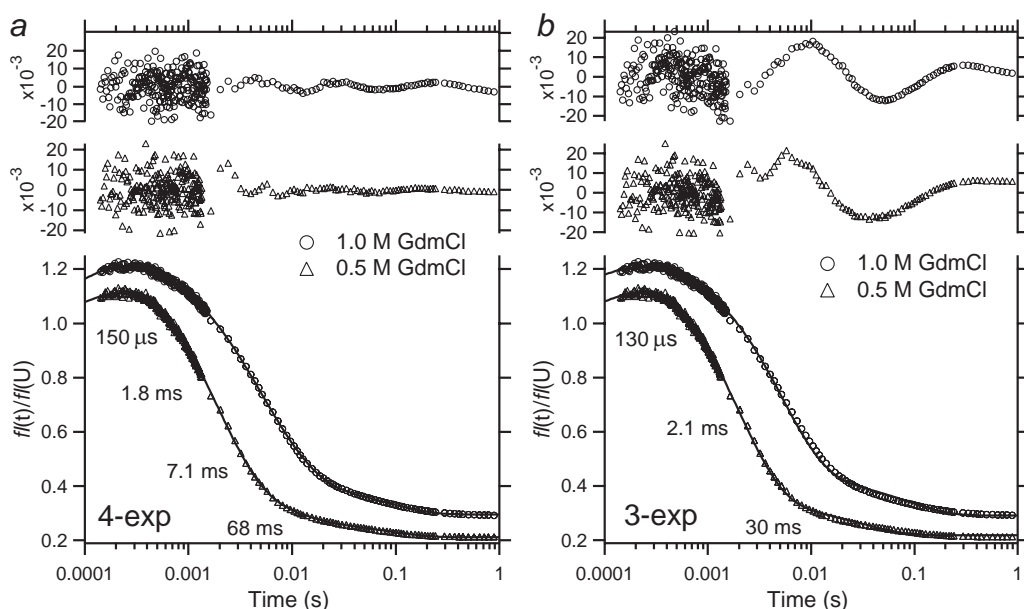 a
20
10
0
-10
-20
x10⁻³
20
10
0
-10
-20
x10⁻³
1.0 M GdmCl
0.5 M GdmCl
1.2
1.0
0.8
0.6
0.4
0.2
fl(t)/fl(U)
150 μs
1.8 ms
7.1 ms
68 ms
4-exp
0.0001 0.001 0.01 0.1 1
Time (s)
b
20
10
0
-10
-20
x10⁻³
20
10
0
-10
-20
x10⁻³
1.0 M GdmCl
0.5 M GdmCl
1.2
1.0
0.8
0.6
0.4
0.2
fl(t)/fl(U)
130 μs
2.1 ms
30 ms
3-exp
0.0001 0.001 0.01 0.1 1
Time (s)